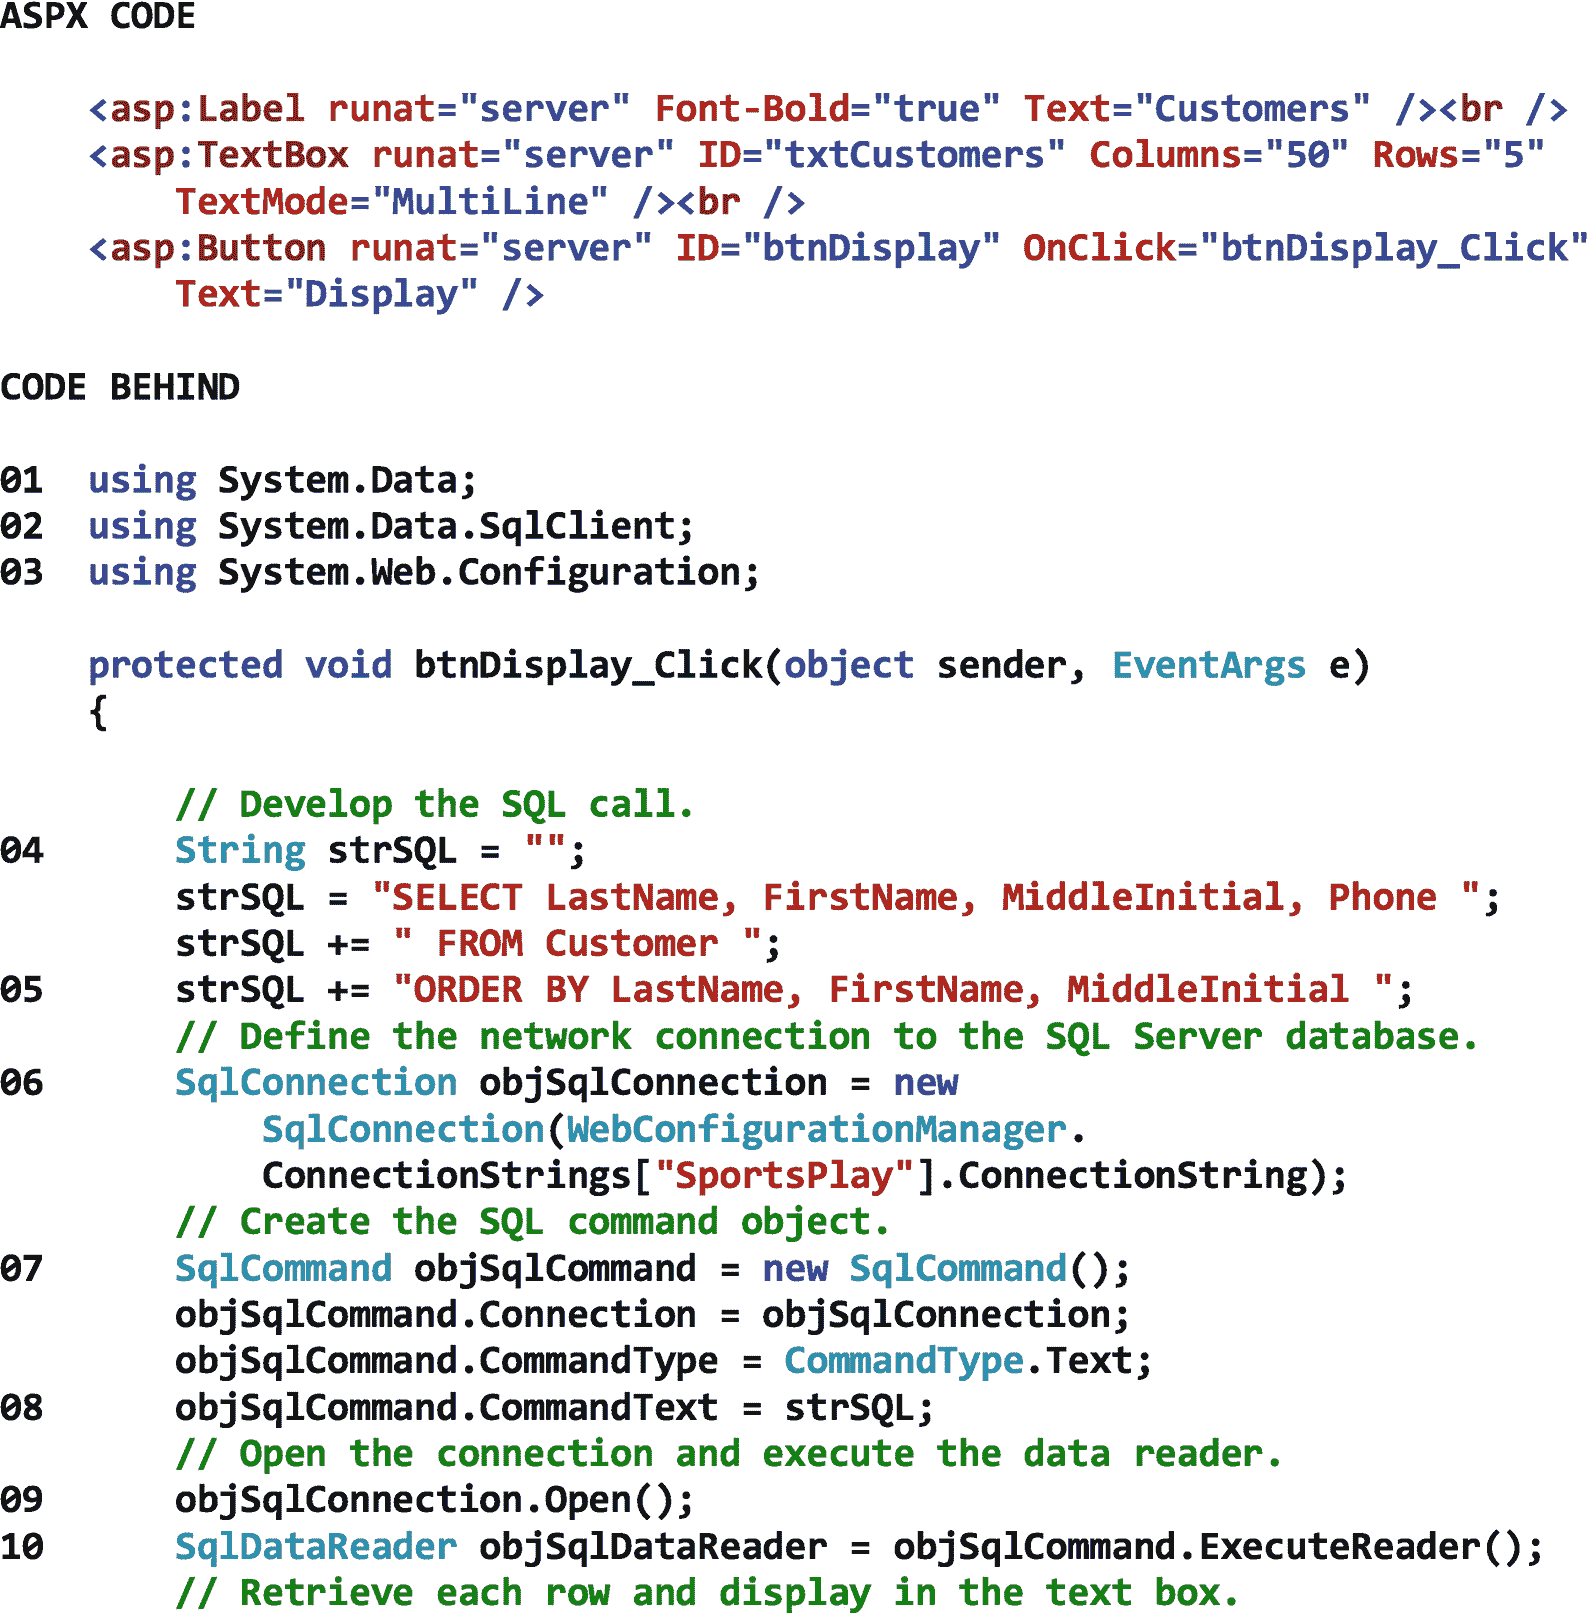 ASPX CODE
<asp:Label runat="server" Font-Bold="true" Text="Customers" /><br />
<asp:TextBox runat="server" ID="txtCustomers" Columns="50" Rows="5"
TextMode="MultiLine" /><br />
<asp:Button runat="server" ID="btnDisplay" OnClick="btnDisplay_Click"
Text="Display" />
CODE BEHIND
01 using System.Data;
02 using System.Data.SqlClient;
03 using System.Web.Configuration;
protected void btnDisplay_Click(object sender, EventArgs e)
{
// Develop the SQL call.
04 String strSQL = "";
strSQL = "SELECT LastName, FirstName, MiddleInitial, Phone ";
strSQL += " FROM Customer ";
05 strSQL += "ORDER BY LastName, FirstName, MiddleInitial ";
// Define the network connection to the SQL Server database.
06 SqlConnection objSqlConnection = new
SqlConnection(WebConfigurationManager.
ConnectionStrings["SportsPlay"].ConnectionString);
// Create the SQL command object.
07 SqlCommand objSqlCommand = new SqlCommand();
objSqlCommand.Connection = objSqlConnection;
objSqlCommand.CommandType = CommandType.Text;
08 objSqlCommand.CommandText = strSQL;
// Open the connection and execute the data reader.
09 objSqlConnection.Open();
10 SqlDataReader objSqlDataReader = objSqlCommand.ExecuteReader();
// Retrieve each row and display in the text box.